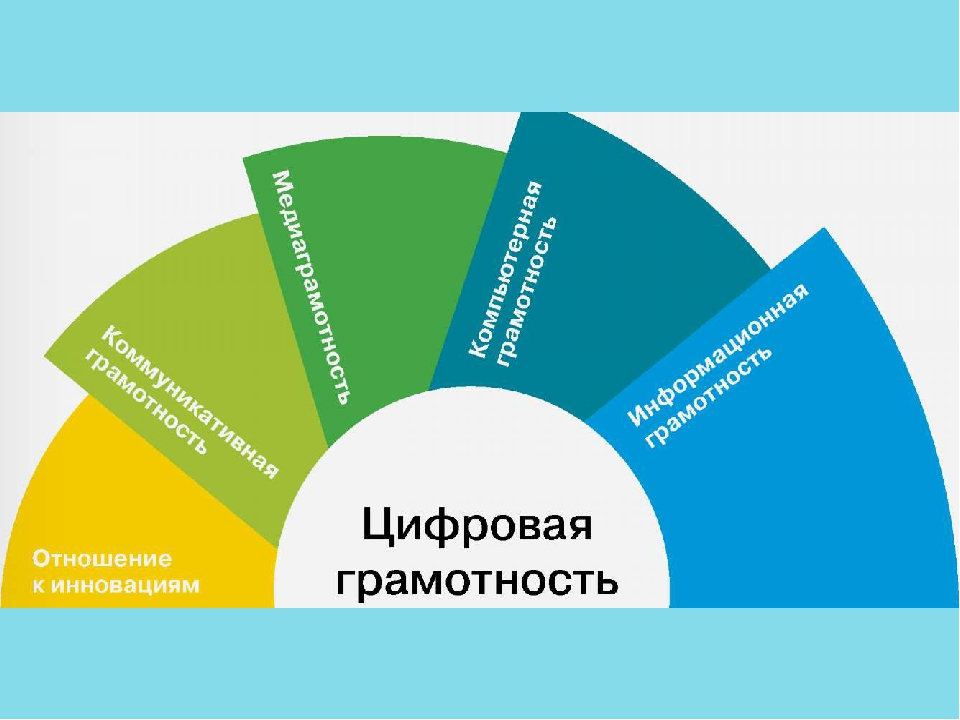 Отношение
к инновациям
Коммуникативная
грамотность
Медиаграмотность
Компьютерная
грамотность
Информационная
грамотность
Цифровая
грамотность